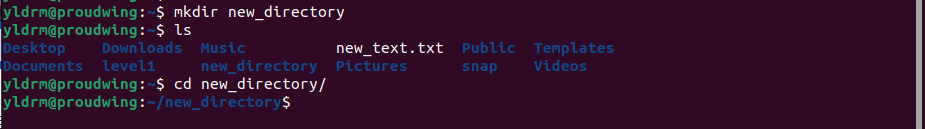 yldrm@proudwing:~$ mkdir new_directory
yldrm@proudwing:~$ ls
Desktop Downloads Music new_text.txt Public Templates
Documents level1 new_directory Pictures snap Videos
yldrm@proudwing:~$ cd new_directory/
yldrm@proudwing:~/new_directory$